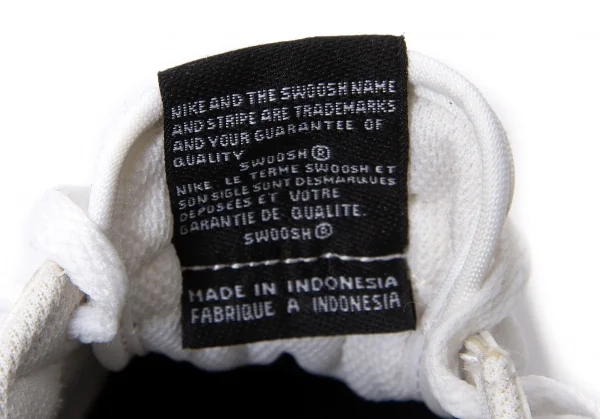 NIKE AND THE SWOOSH NAME
AND STRIPE ARE TRADEMARKS
AND YOUR GUARANTEE OF
QUALITY SWOOSH®
NIKE, LE TERME SWOOSH ET
SON SIGLE SUNT DESMARQUES
DEPOSEES ET VOTRE
GARANTIE DE QUALITE.
SWOOSH®
MADE IN INDONESIA
FABRIQUE A INDONESIA